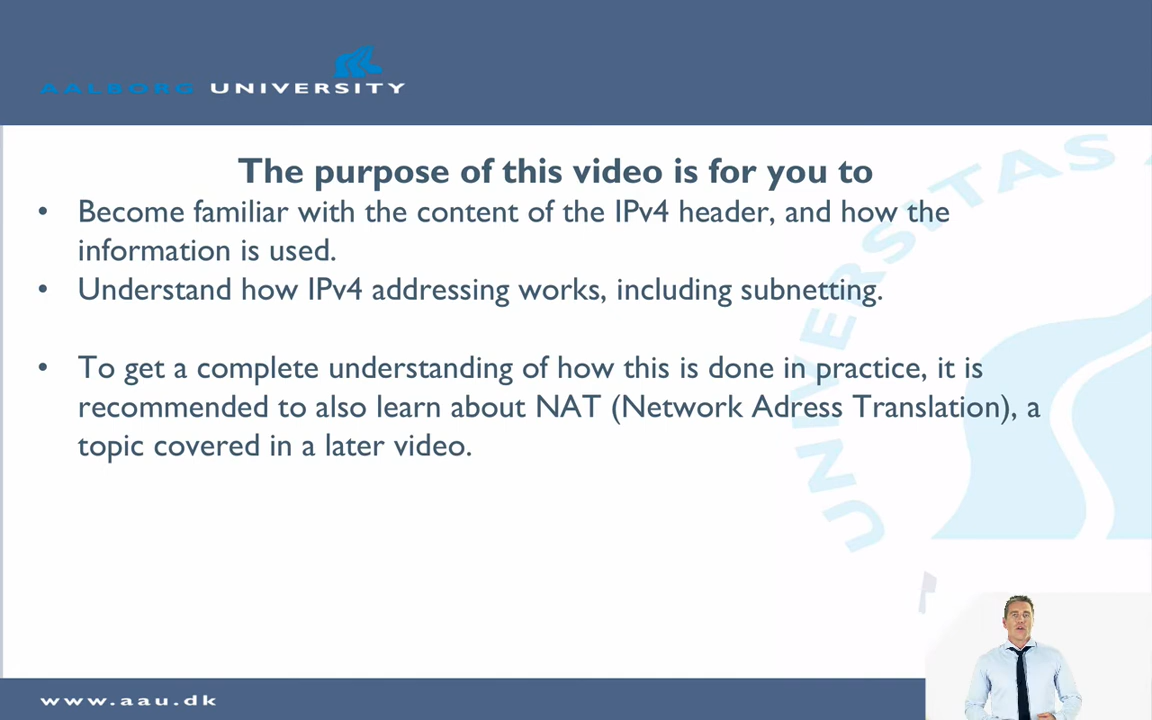 AALBORG UNIVERSITY
The purpose of this video is for you to
• Become familiar with the content of the IPv4 header, and how the
information is used.
• Understand how IPv4 addressing works, including subnetting.
• To get a complete understanding of how this is done in practice, it is
recommended to also learn about NAT (Network Adress Translation), a
topic covered in a later video.
UNIVERSITAS
www.aau.dk